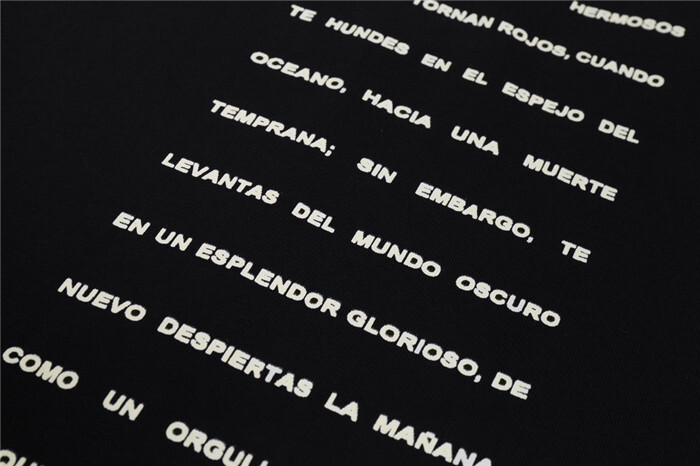 HERMOSOS
TORNAN ROJOS, CUANDO
TE HUNDES EN EL ESPEJO DEL
OCEANO, HACIA UNA MUERTE
TEMPRANA; SIN EMBARGO, TE
LEVANTAS DEL MUNDO OSCURO
EN UN ESPLENDOR GLORIOSO, DE
NUEVO DESPIERTAS LA MAÑANA
COMO UN ORGULL